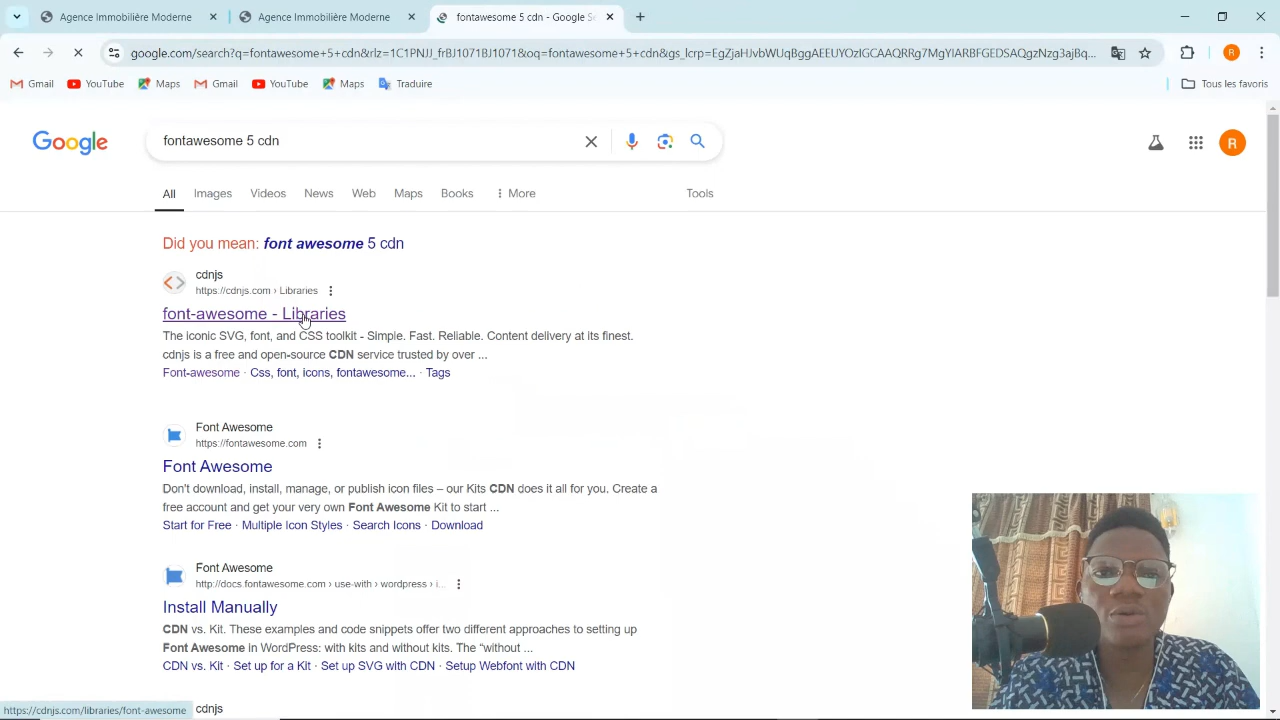 Agence Immobilière Immob
Agence Immobilière Immob
fontawesome 5 cdn - Google Se
google.com/search?q=fontawesome+5+cdn&rlz=1C1PNJJ_frBJ1071BJ1071&oq=fontawesome+5+cdn&gs_lcrp=EgZjaHJvbWUqBgqAEEUYOzIGCAAQRRg7MgYIARBFGEDSAQgzNzg3ajBq...
Gmail
YouTube
Maps
Gmail
YouTube
Maps
Traduire
Tous les favoris
Google
fontawesome 5 cdn
R
All
Images
Videos
News
Web
Maps
Books
More
Tools
Did you mean: font awesome 5 cdn
cdnjs
https://cdnjs.com › Libraries
font-awesome - Libraries
The iconic SVG, font, and CSS toolkit - Simple. Fast. Reliable. Content delivery at its finest.
cdnjs is a free and open-source CDN service trusted by over ...
Font-awesome · Css, font, icons, fontawesome... · Tags
Font Awesome
https://fontawesome.com
Font Awesome
Don't download, install, manage, or publish icon files – our Kits CDN does it all for you. Create a
free account and get your very own Font Awesome Kit to start ...
Start for Free · Multiple Icon Styles · Search Icons · Download
Font Awesome
http://docs.fontawesome.com › use-with › wordpress › i...
Install Manually
CDN vs. Kit. These examples and code snippets offer two different approaches to setting up
Font Awesome in WordPress: with kits and without kits. The "without ...
CDN vs. Kit · Set up for a Kit · Set up SVG with CDN · Setup Webfont with CDN
https://cdnjs.com/libraries/font-awesome
cdnjs